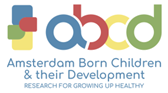 abcd
Amsterdam Born Children
& their Development
RESEARCH FOR GROWING UP HEALTHY